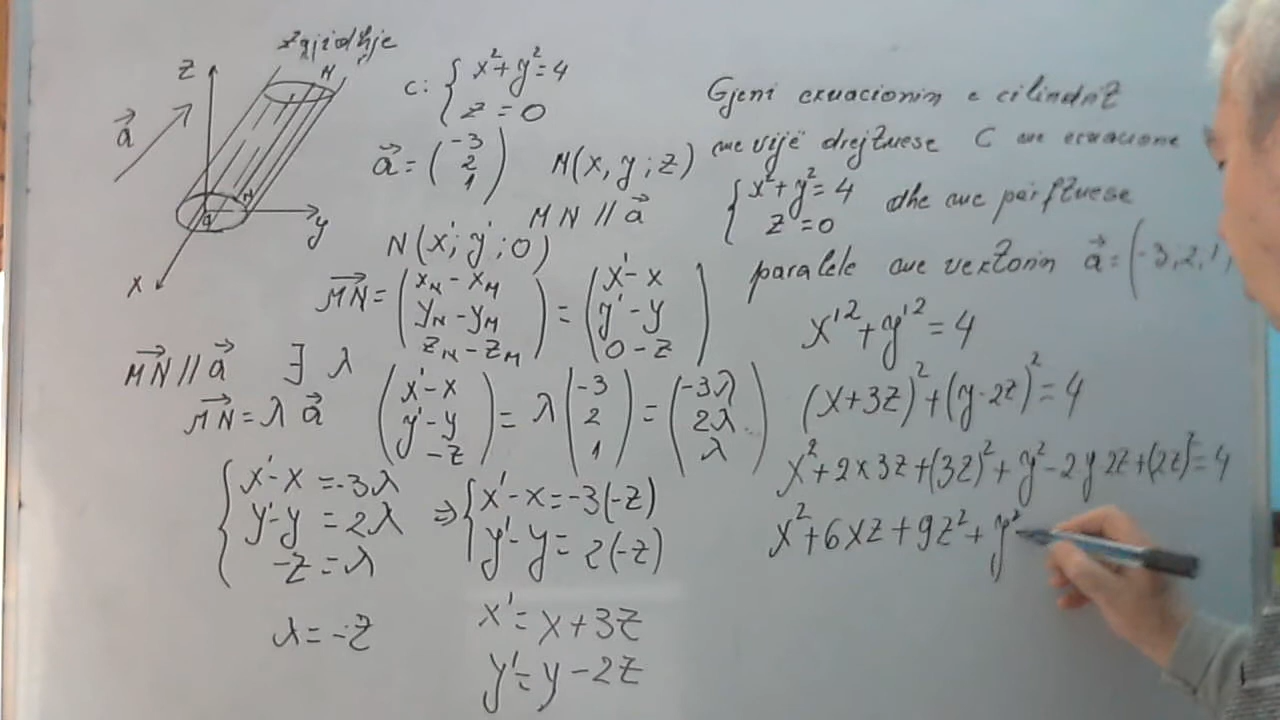 Zgjidhje
z
M
a⃗
N
y
x
C: { x²+y²=4
z=0
a⃗ = (-3
2
1)
M(x, y; z)
MN // a⃗
N(x'; y'; 0)
MN⃗ = (x_N - x_M
y_N - y_M
z_N - z_M) = (x' - x
y' - y
0 - z)
MN⃗ // a⃗ ∃ λ
MN⃗ = λ a⃗
(x' - x
y' - y
-z) = λ (-3
2
1) = (-3λ
2λ
λ)
{ x' - x = -3λ
y' - y = 2λ
-z = λ
⇒ { x' - x = -3(-z)
y' - y = 2(-z)
λ = -z
x' = x + 3z
y' = y - 2z
Gjeni ekuacionin e cilindrit
me vijë drejtuese C me ekuacione
{ x²+y²=4
z=0
dhe me përftuese
paralele me vektorin a⃗ = (-3; 2; 1
x'² + y'² = 4
(x+3z)² + (y-2z)² = 4
x² + 2x3z + (3z)² + y² - 2y2z + (2z)² = 4
x² + 6xz + 9z² + y²